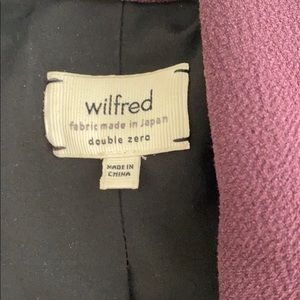 wilfred
fabric made in Japan
double zero
MADE IN
CHINA